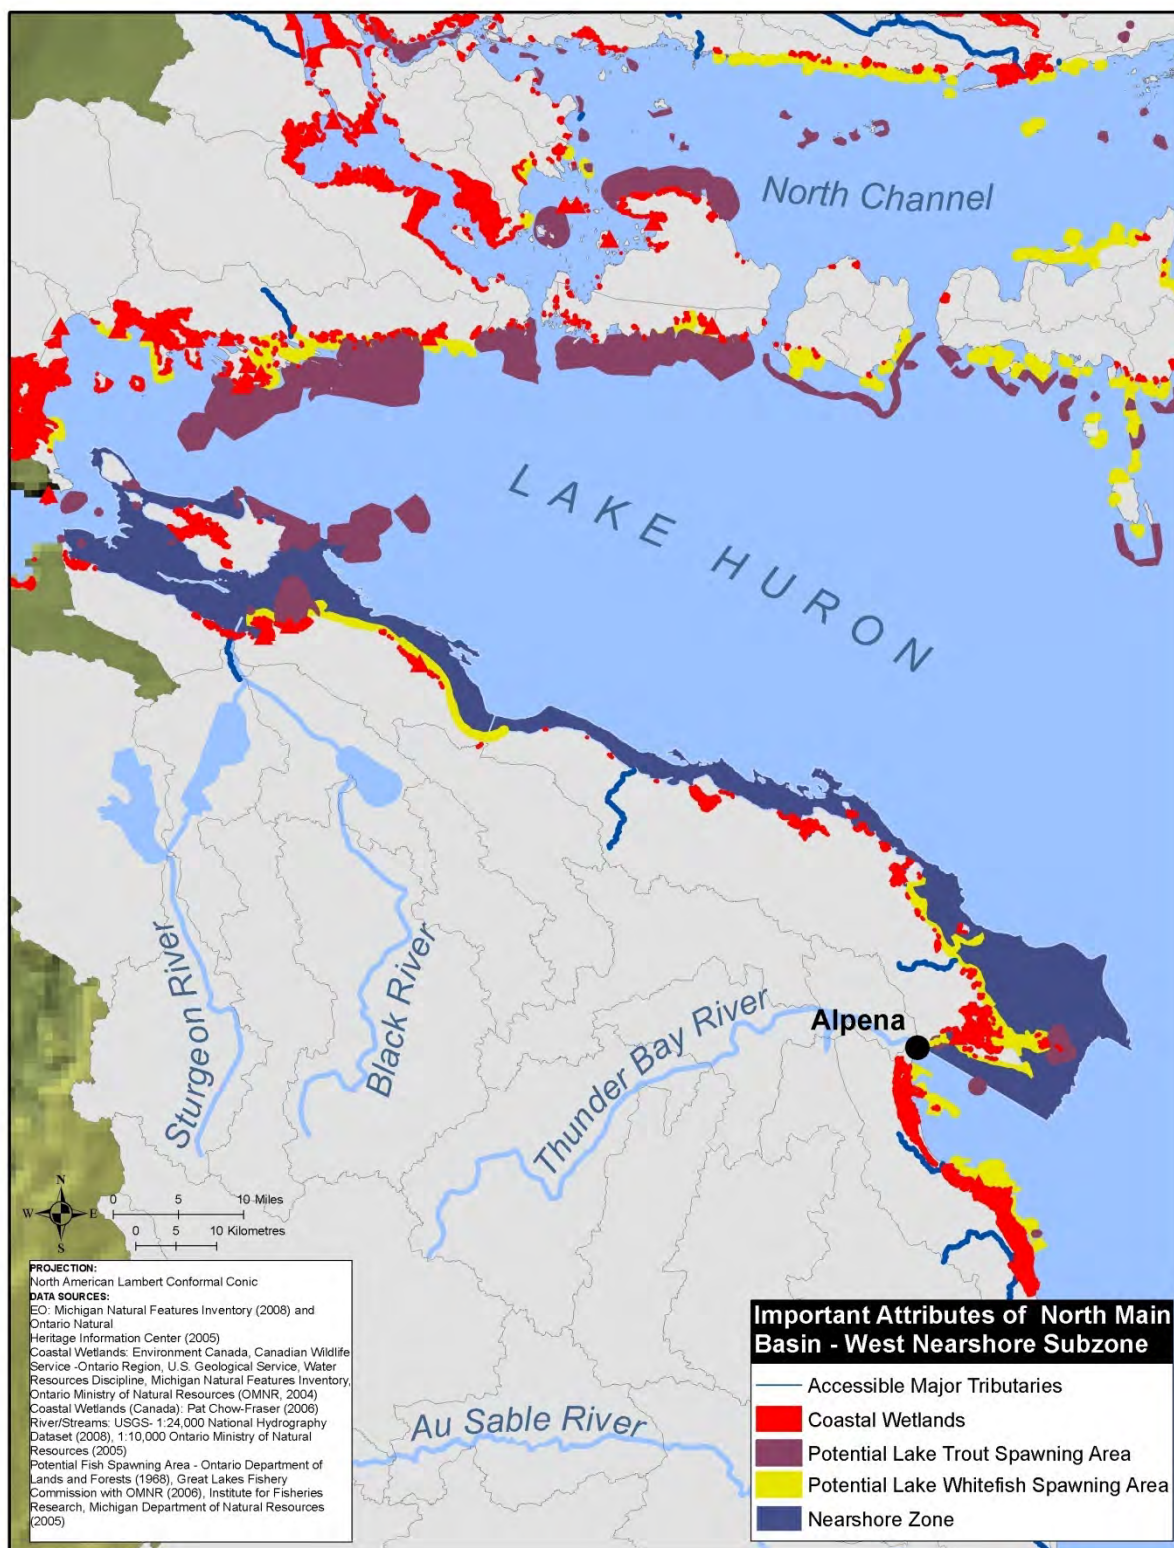 North Channel
LAKE HURON
Sturgeon River
Black River
Thunder Bay River
Alpena
Au Sable River
N
W E
S
0 5 10 Miles
0 5 10 Kilometres
PROJECTION:
North American Lambert Conformal Conic
DATA SOURCES:
EO: Michigan Natural Features Inventory (2008) and
Ontario Natural
Heritage Information Center (2005)
Coastal Wetlands: Environment Canada, Canadian Wildlife
Service -Ontario Region, U.S. Geological Service, Water
Resources Discipline, Michigan Natural Features Inventory,
Ontario Ministry of Natural Resources (OMNR, 2004)
Coastal Wetlands (Canada): Pat Chow-Fraser (2006)
River/Streams: USGS- 1:24,000 National Hydrography
Dataset (2008), 1:10,000 Ontario Ministry of Natural
Resources (2005)
Potential Fish Spawning Area - Ontario Department of
Lands and Forests (1968), Great Lakes Fishery
Commission with OMNR (2006), Institute for Fisheries
Research, Michigan Department of Natural Resources
(2005)
Important Attributes of North Main
Basin - West Nearshore Subzone
Accessible Major Tributaries
Coastal Wetlands
Potential Lake Trout Spawning Area
Potential Lake Whitefish Spawning Area
Nearshore Zone